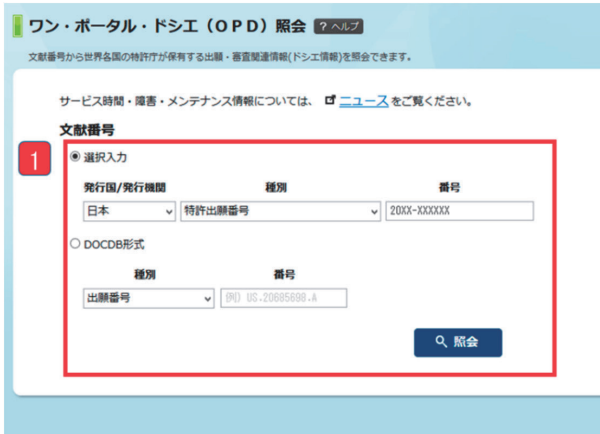 ワン・ポータル・ドシエ（OPD）照会 ? ヘルプ
文献番号から世界各国の特許庁が保有する出願・審査関連情報(ドシエ情報)を照会できます。
サービス時間・障害・メンテナンス情報については、 ニュースをご覧ください。
文献番号
1
選択入力
発行国/発行機関 種別 番号
日本 特許出願番号 20XX-XXXXXX
DOCDB形式
種別 番号
出願番号 例) US.20685698.A
照会